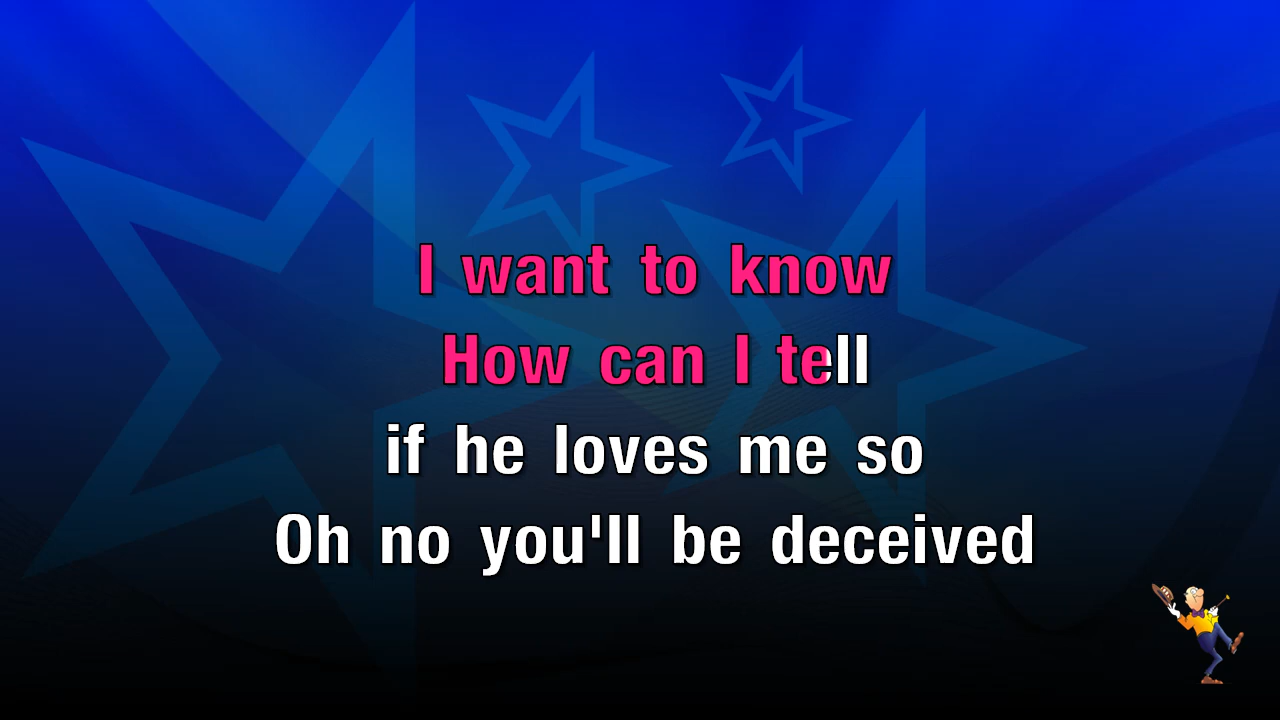 I want to know
How can I tell
if he loves me so
Oh no you'll be deceived